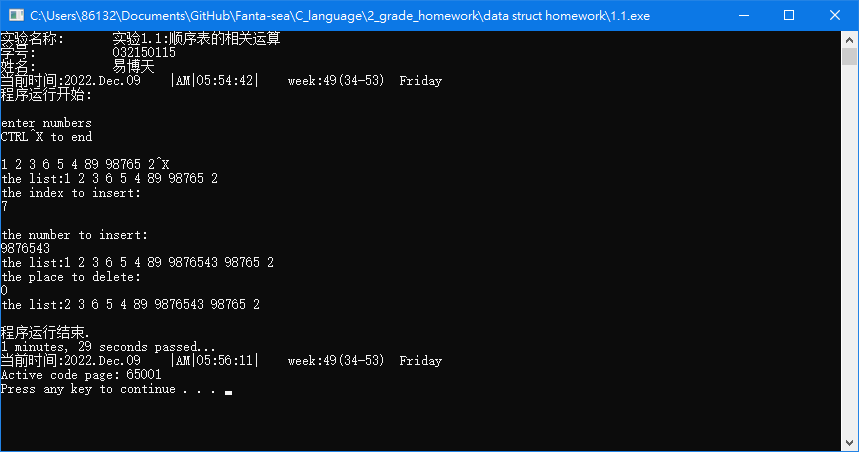 C:\Users\86132\Documents\GitHub\Fanta-sea\C_language\2_grade_homework\data struct homework\1.1.exe
实验名称: 实验1.1:顺序表的相关运算
学号: 032150115
姓名: 易博天
当前时间:2022.Dec.09 |AM|05:54:42| week:49(34-53) Friday
程序运行开始:
enter numbers
CTRL^X to end
1 2 3 6 5 4 89 98765 2^X
the list:1 2 3 6 5 4 89 98765 2
the index to insert:
7
the number to insert:
9876543
the list:1 2 3 6 5 4 89 9876543 98765 2
the place to delete:
0
the list:2 3 6 5 4 89 9876543 98765 2
程序运行结束.
1 minutes, 29 seconds passed...
当前时间:2022.Dec.09 |AM|05:56:11| week:49(34-53) Friday
Active code page: 65001
Press any key to continue . . .